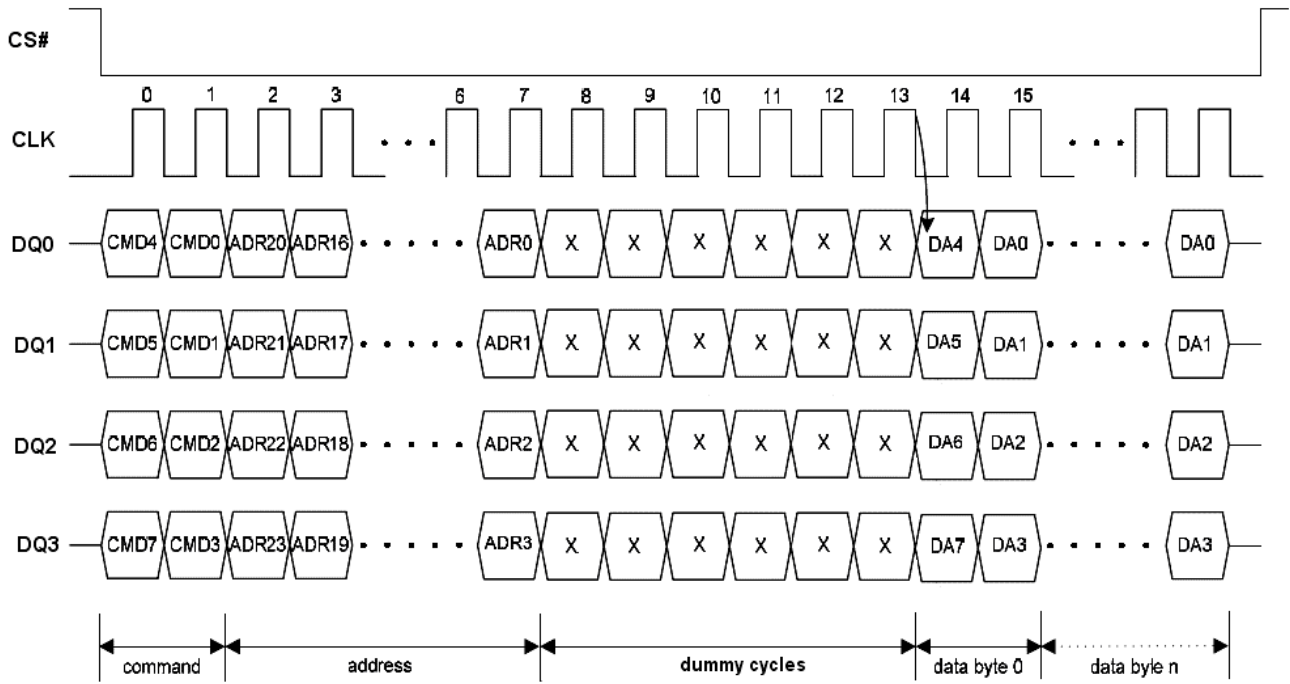 CS#
0 1 2 3 6 7 8 9 10 11 12 13 14 15
CLK
DQ0 CMD4 CMD0 ADR20 ADR16 ADR0 X X X X X X DA4 DA0 DA0
DQ1 CMD5 CMD1 ADR21 ADR17 ADR1 X X X X X X DA5 DA1 DA1
DQ2 CMD6 CMD2 ADR22 ADR18 ADR2 X X X X X X DA6 DA2 DA2
DQ3 CMD7 CMD3 ADR23 ADR19 ADR3 X X X X X X DA7 DA3 DA3
command address dummy cycles data byte 0 data byle n